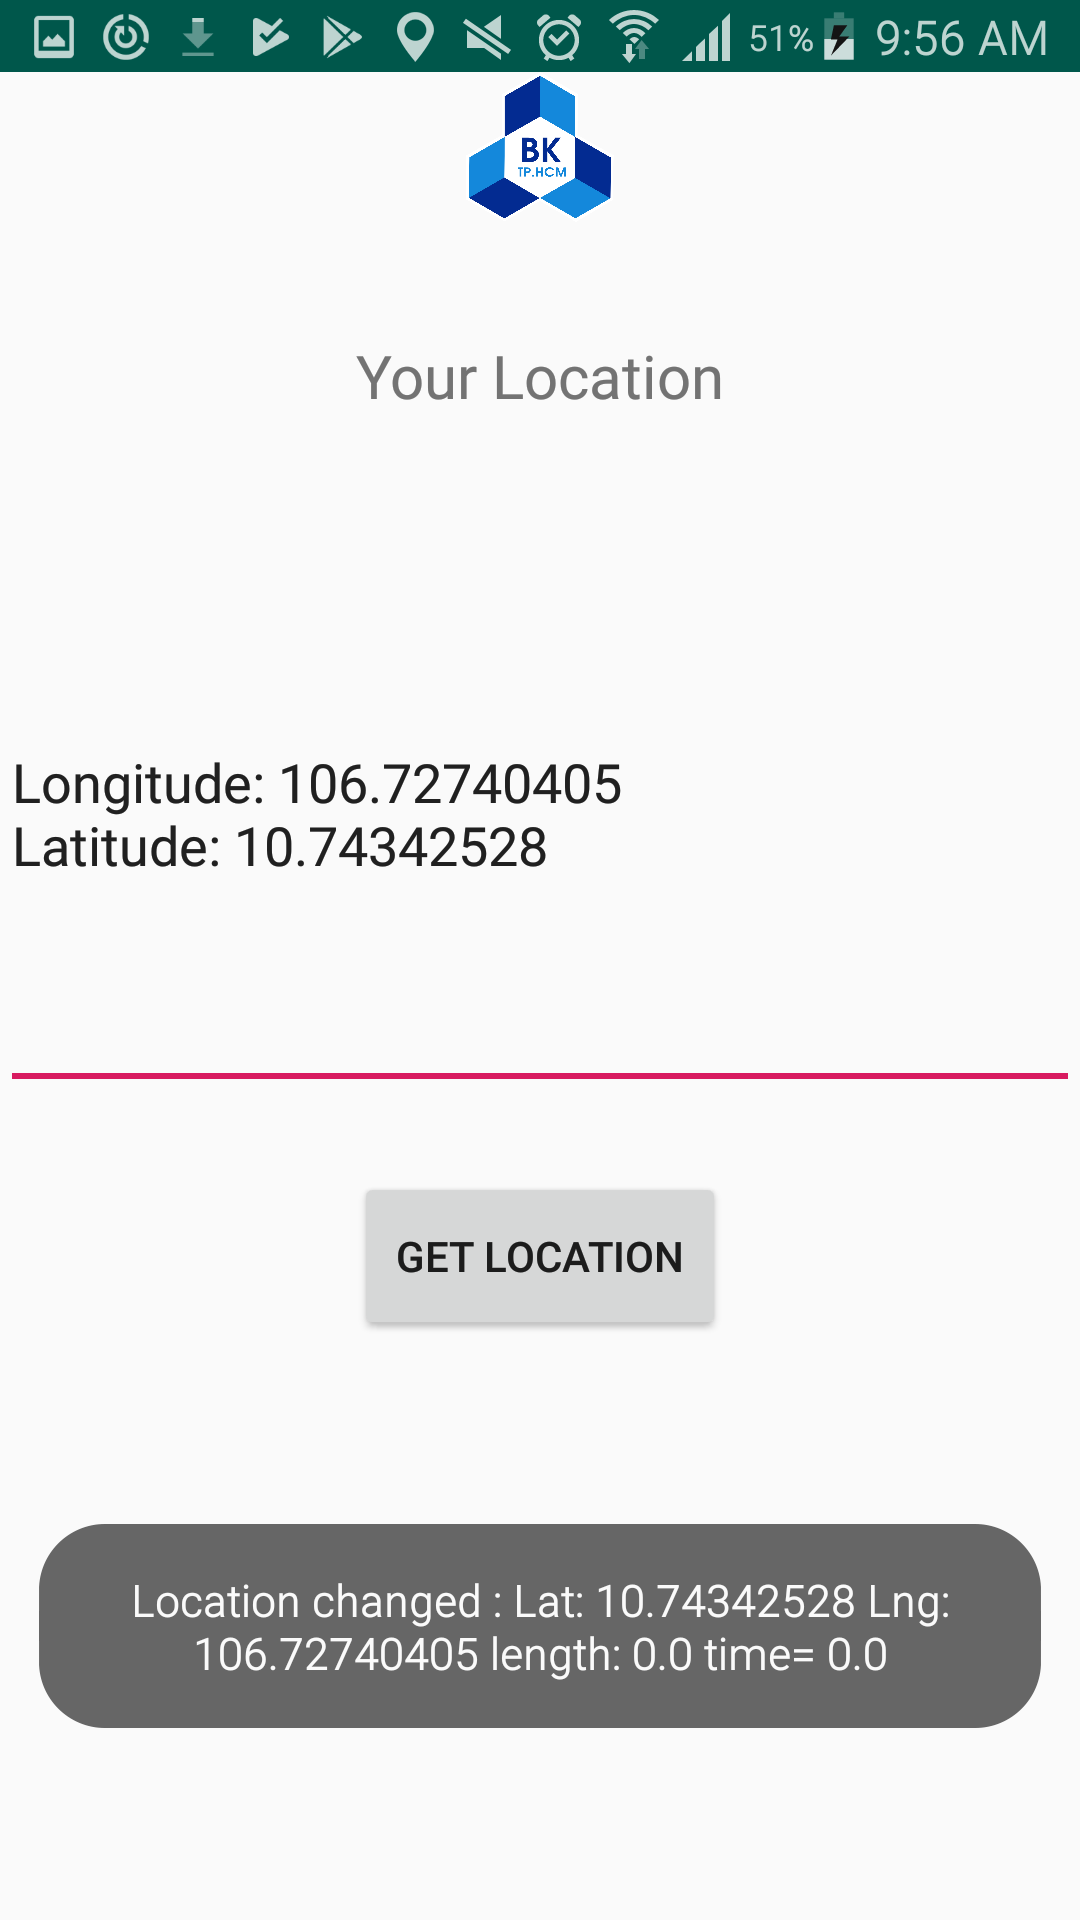 51% 9:56 AM
BK
TP.HCM
Your Location
Longitude: 106.72740405
Latitude: 10.74342528
GET LOCATION
Location changed : Lat: 10.74342528 Lng:
106.72740405 length: 0.0 time= 0.0